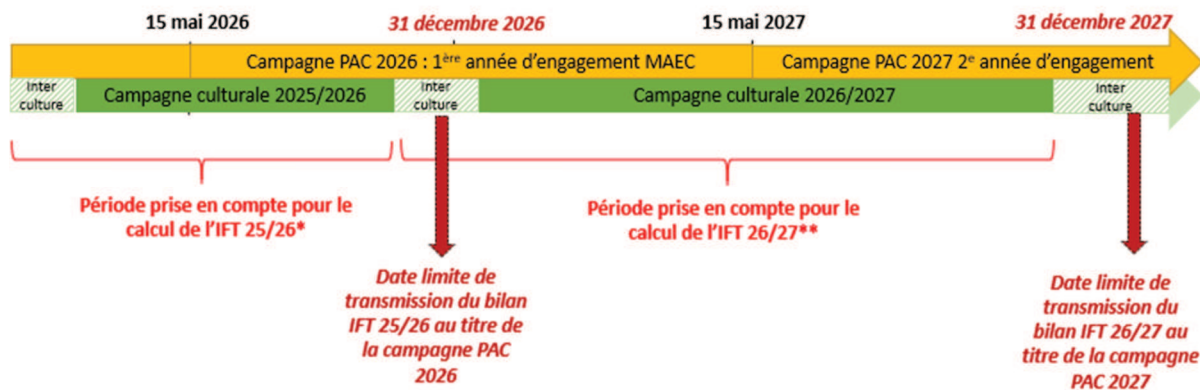 15 mai 2026
31 décembre 2026
15 mai 2027
31 décembre 2027
Campagne PAC 2026 : 1ère année d’engagement MAEC
Campagne PAC 2027 2e année d’engagement
Inter
culture
Campagne culturale 2025/2026
Inter
culture
Campagne culturale 2026/2027
Inter
culture
Période prise en compte pour le
calcul de l’IFT 25/26*
Période prise en compte pour le
calcul de l’IFT 26/27**
Date limite de
transmission du bilan
IFT 25/26 au titre de
la campagne PAC
2026
Date limite de
transmission du
bilan IFT 26/27 au
titre de la campagne
PAC 2027